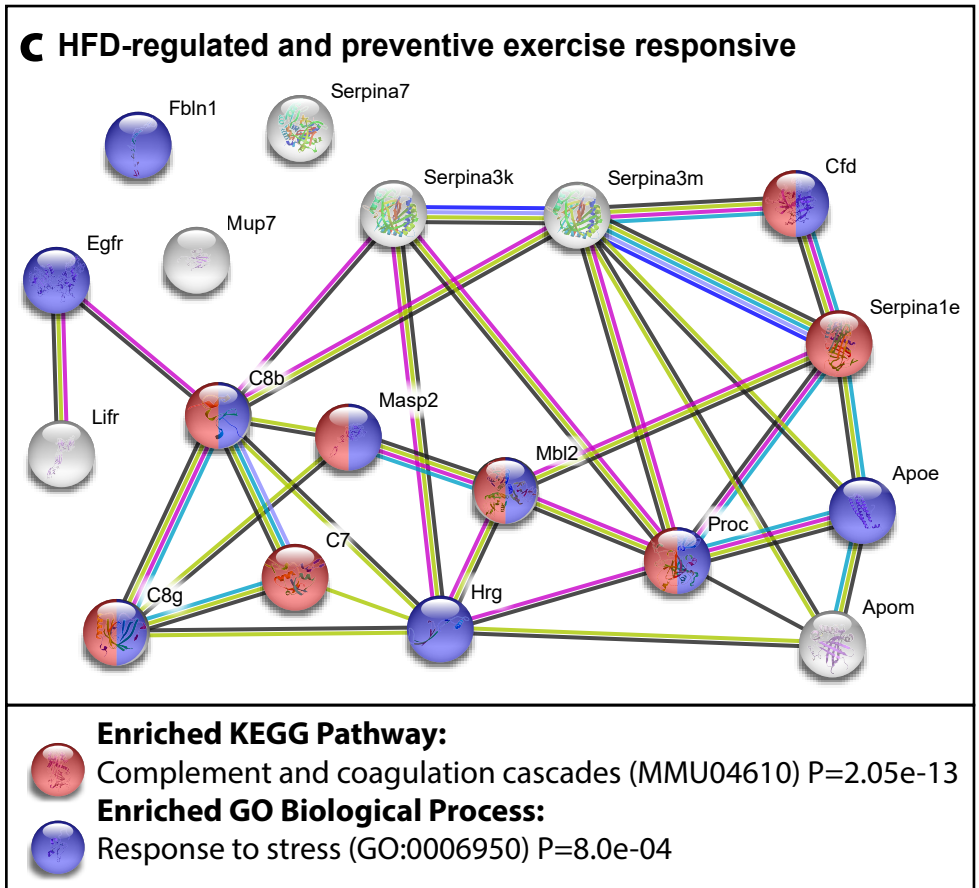 c HFD-regulated and preventive exercise responsive
Serpina7
Fbln1
Cfd
Serpina3k
Serpina3m
Mup7
Egfr
Serpina1e
C8b
Masp2
Lifr
Mbl2
Apoe
Proc
C7
C8g
Hrg
Apom
Enriched KEGG Pathway:
Complement and coagulation cascades (MMU04610) P=2.05e-13
Enriched GO Biological Process:
Response to stress (GO:0006950) P=8.0e-04